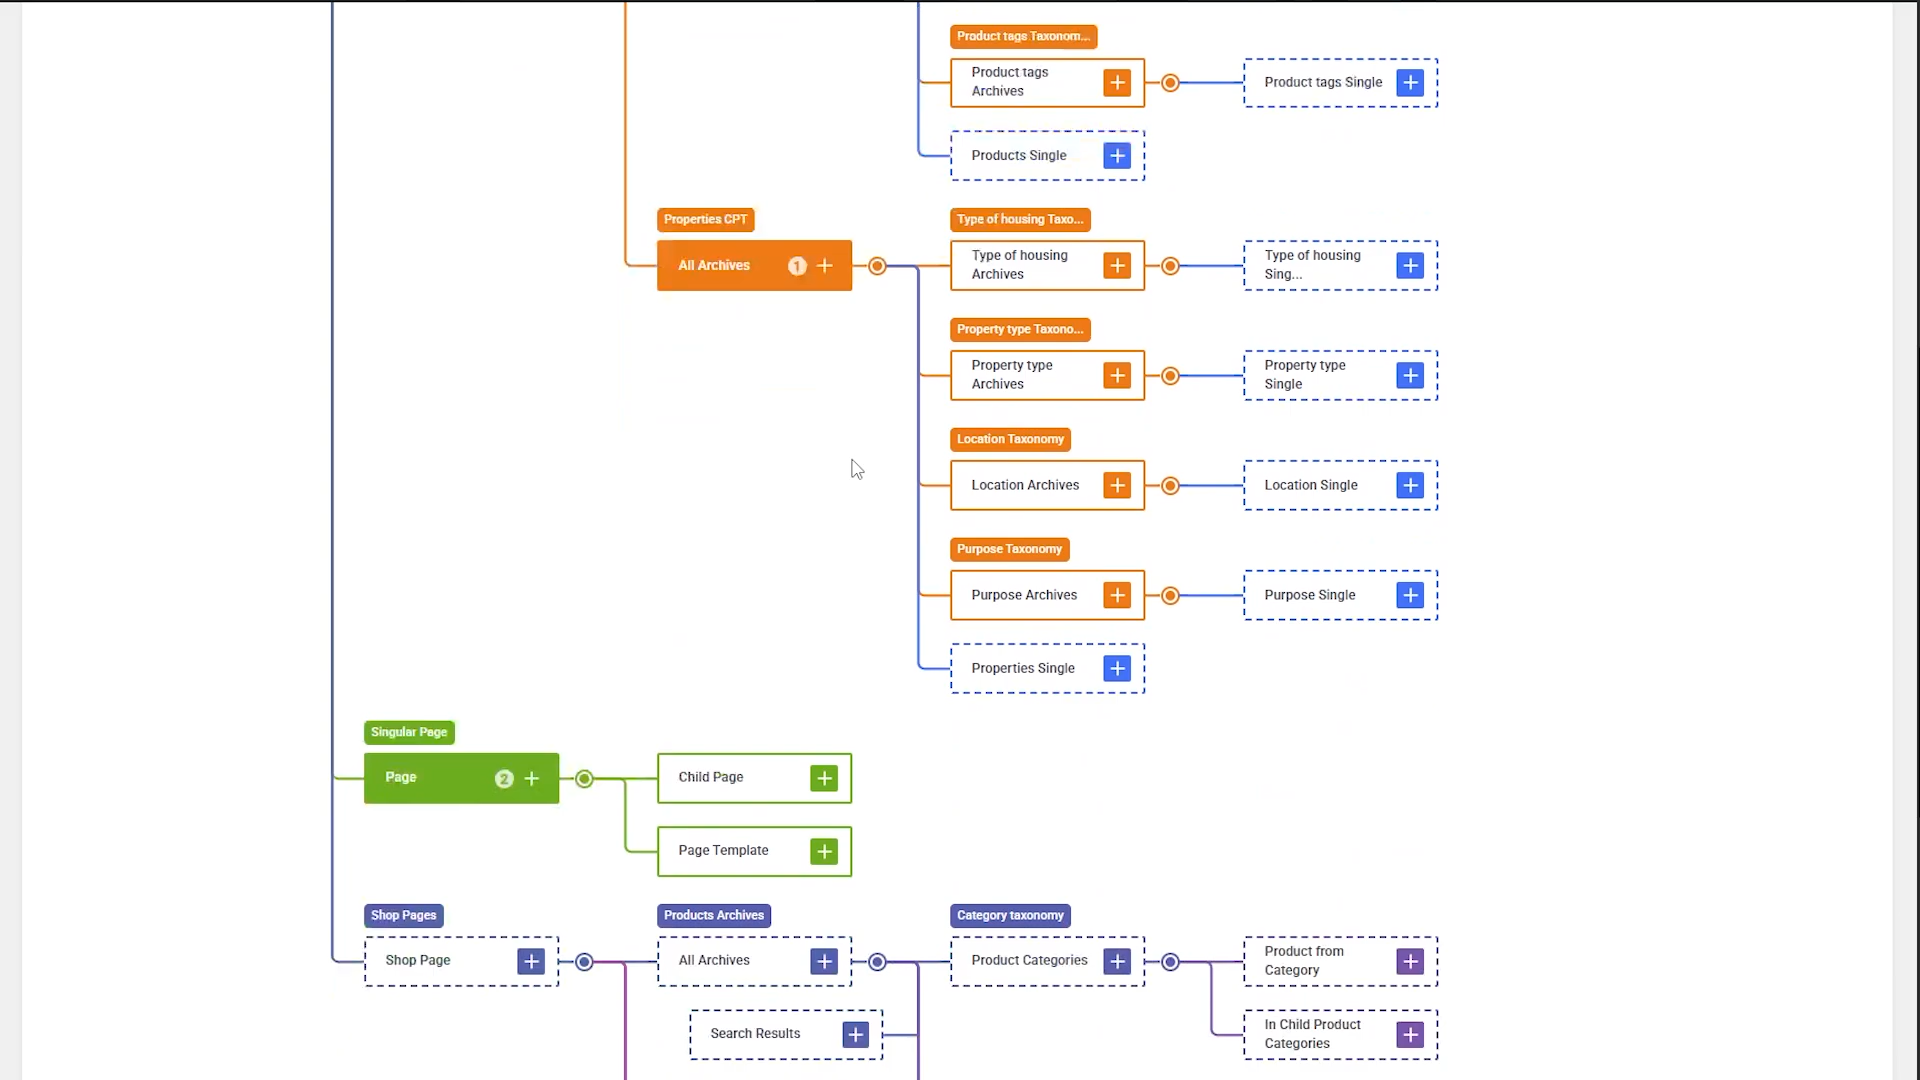 Product tags Taxonom...
Product tags
Archives
Product tags Single
Products Single
Properties CPT
All Archives
1
Type of housing Taxo...
Type of housing
Archives
Type of housing
Sing...
Property type Taxono...
Property type
Archives
Property type
Single
Location Taxonomy
Location Archives
Location Single
Purpose Taxonomy
Purpose Archives
Purpose Single
Properties Single
Singular Page
Page
2
Child Page
Page Template
Shop Pages
Products Archives
Category taxonomy
Shop Page
All Archives
Product Categories
Product from
Category
Search Results
In Child Product
Categories